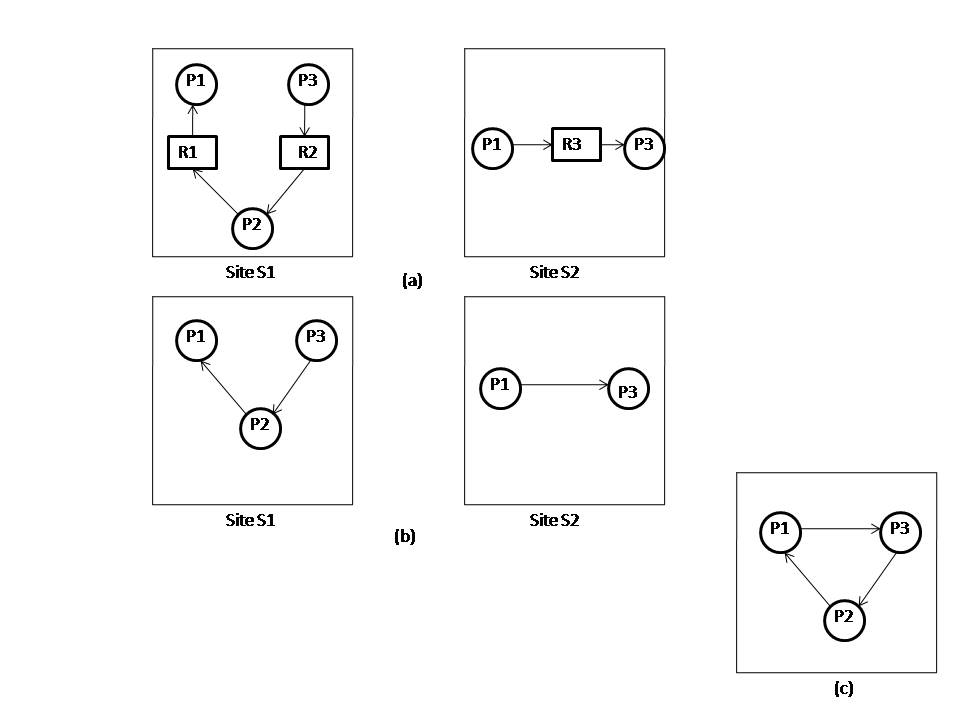 P1
P3
R1
R2
P2
Site S1
P1
R3
P3
Site S2
(a)
P1
P3
P2
Site S1
P1
P3
Site S2
(b)
P1
P3
P2
(c)